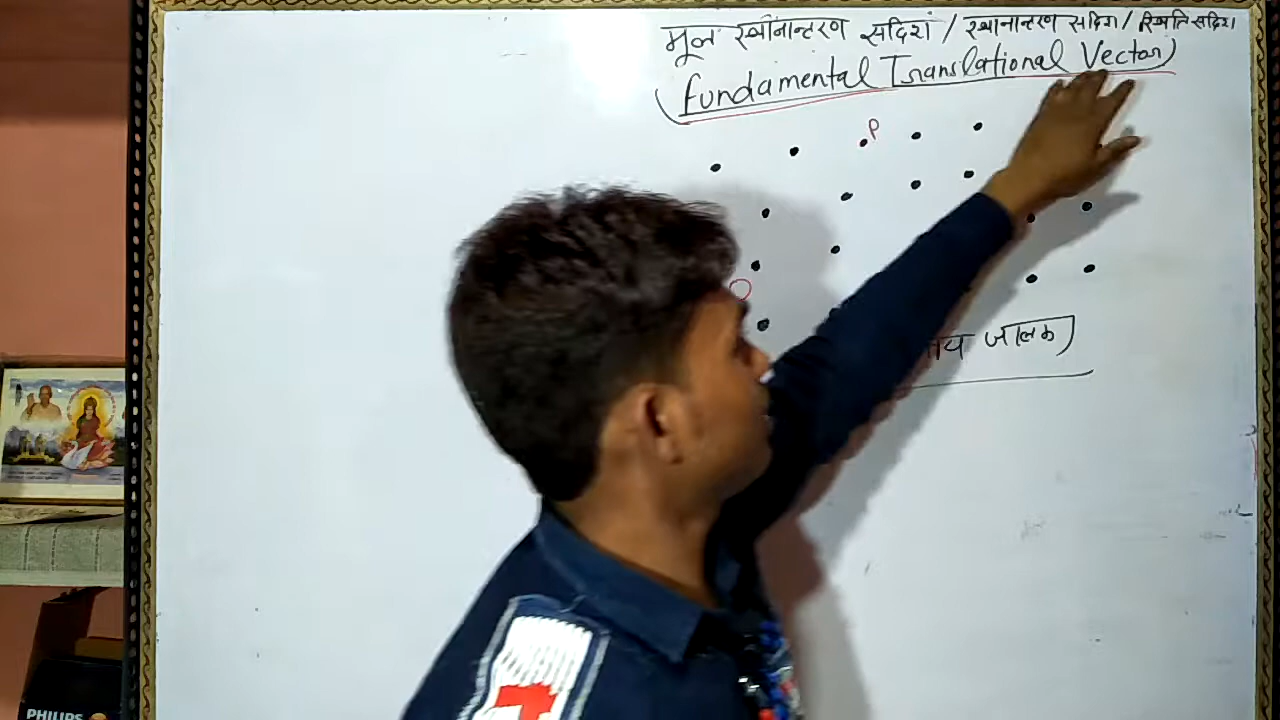 मूल स्थानान्तरण सदिश / स्थानान्तरण सदिश / स्थिति सदिश
(fundamental Translational Vector)
P
O
जालक)
PHILIPS